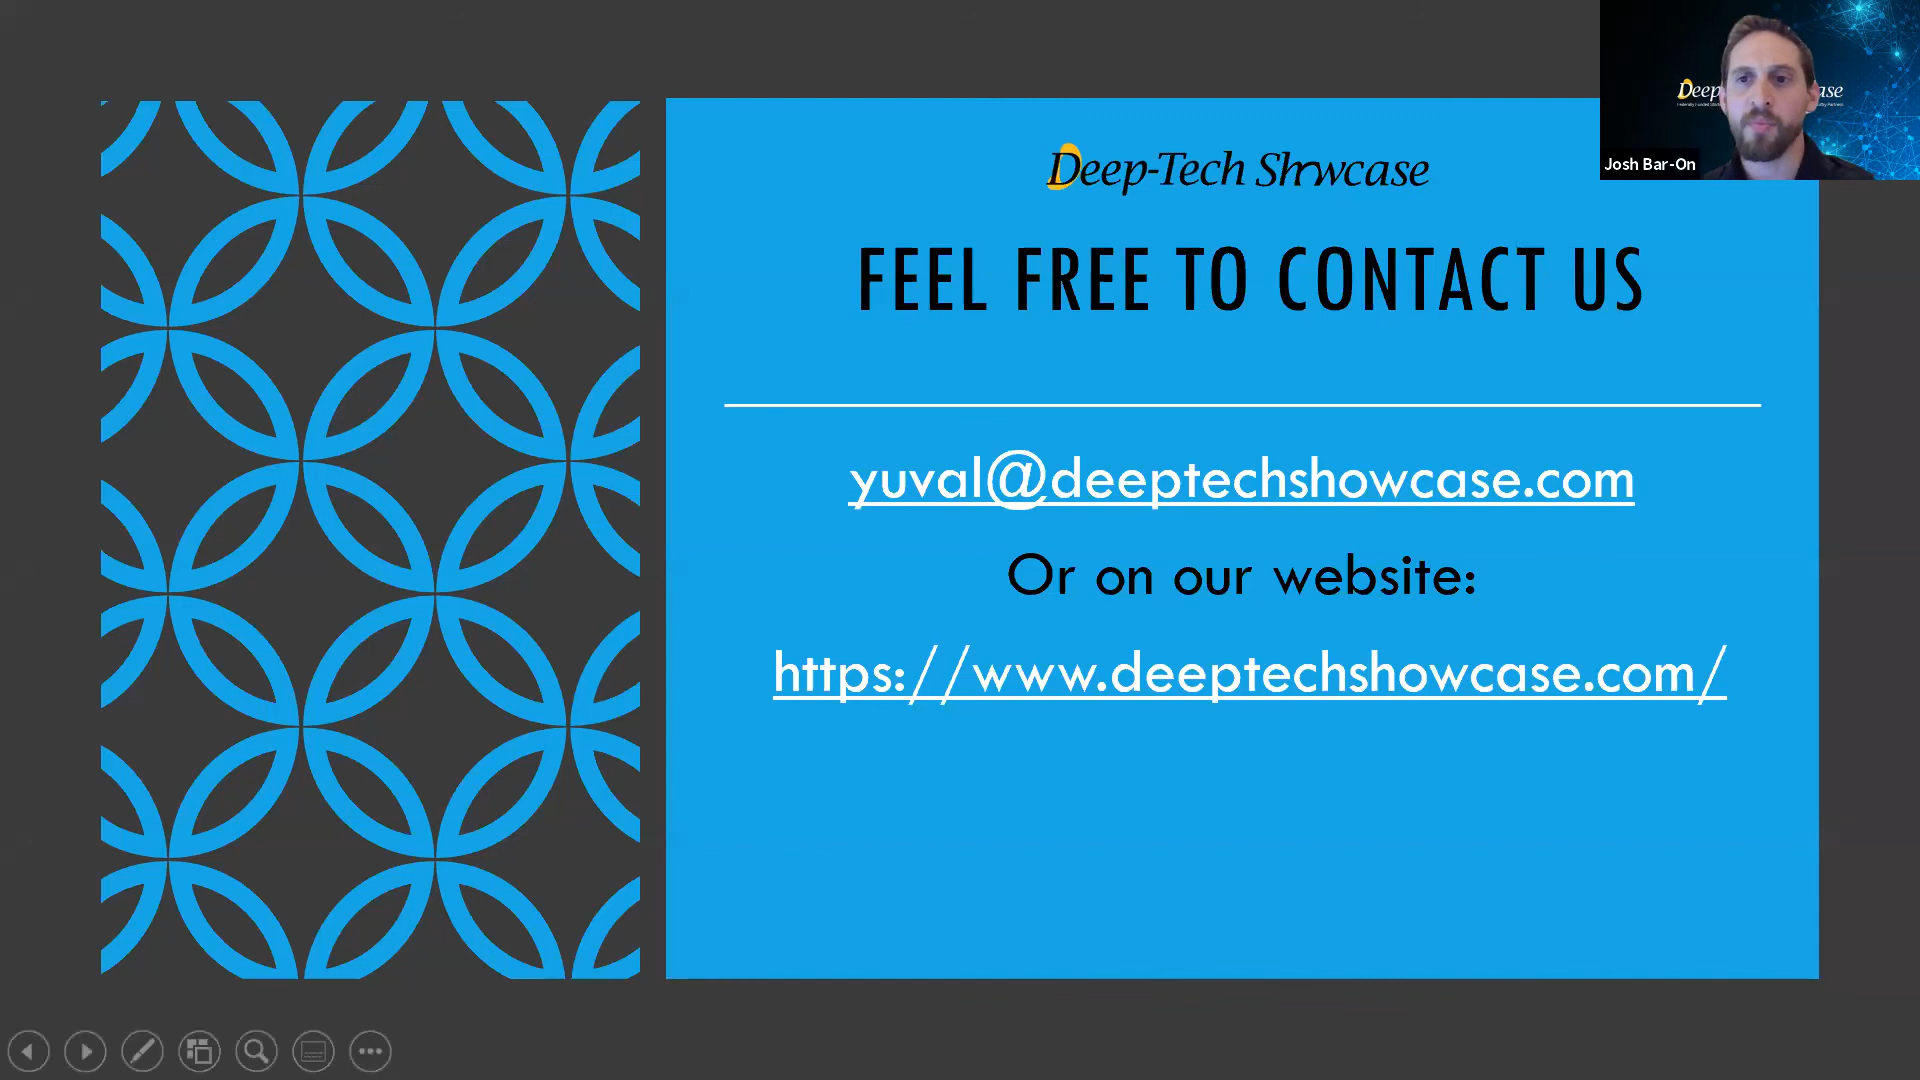 Deep-Tech Showcase
FEEL FREE TO CONTACT US
yuval@deeptechshowcase.com
Or on our website:
https://www.deeptechshowcase.com/
Josh Bar-On